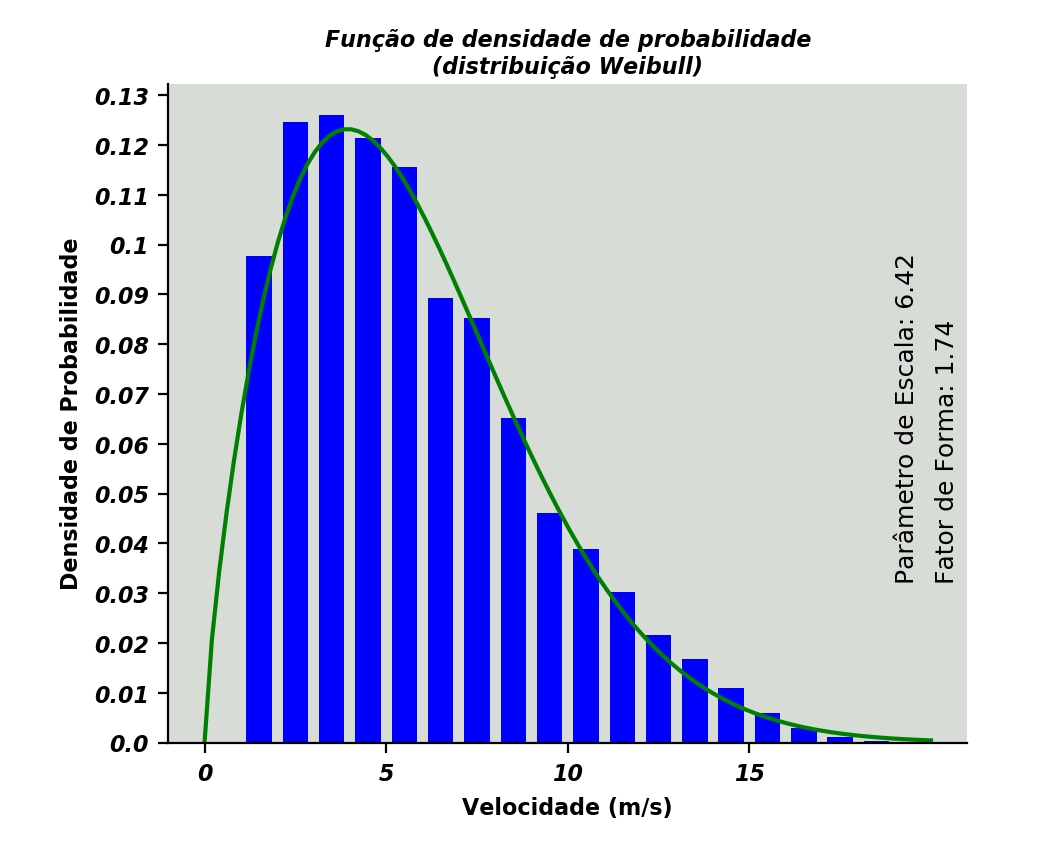 Função de densidade de probabilidade
(distribuição Weibull)
0.13
0.12
0.11
0.1
0.09
0.08
0.07
0.06
0.05
0.04
0.03
0.02
0.01
0.0
Densidade de Probabilidade
Parâmetro de Escala: 6.42
Fator de Forma: 1.74
0 5 10 15
Velocidade (m/s)